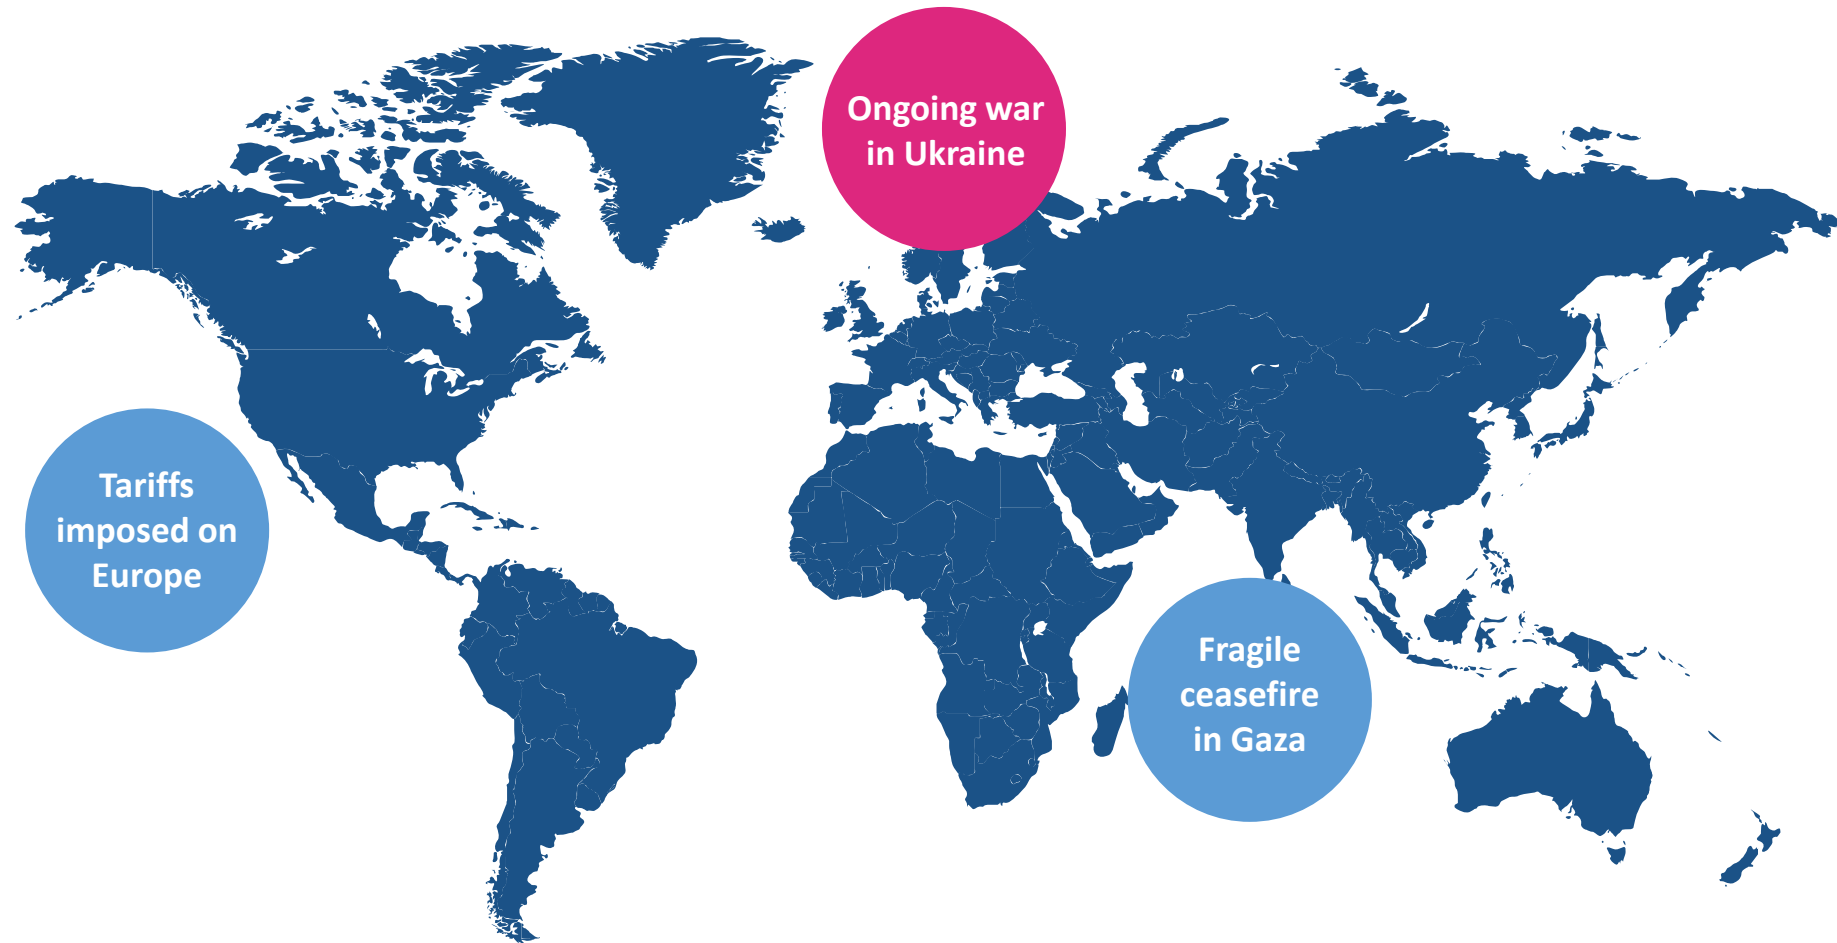 Ongoing war
in Ukraine
Tariffs
imposed on
Europe
Fragile
ceasefire
in Gaza